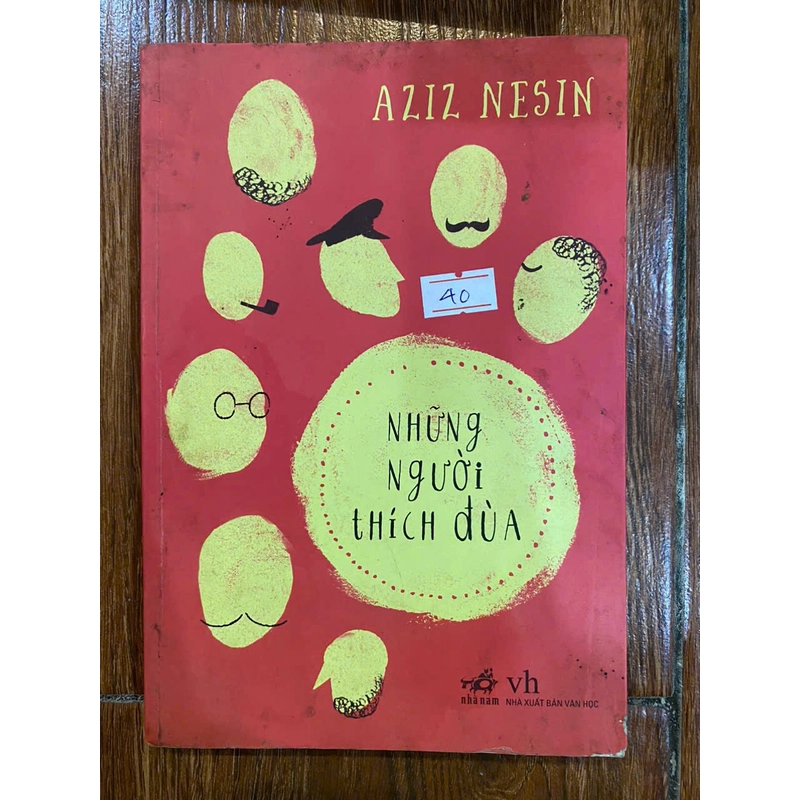 AZIZ NESIN
40
NHỮNG
NGƯỜI
THÍCH ĐÙA
nhã nam
vh
NHÀ XUẤT BẢN VĂN HỌC